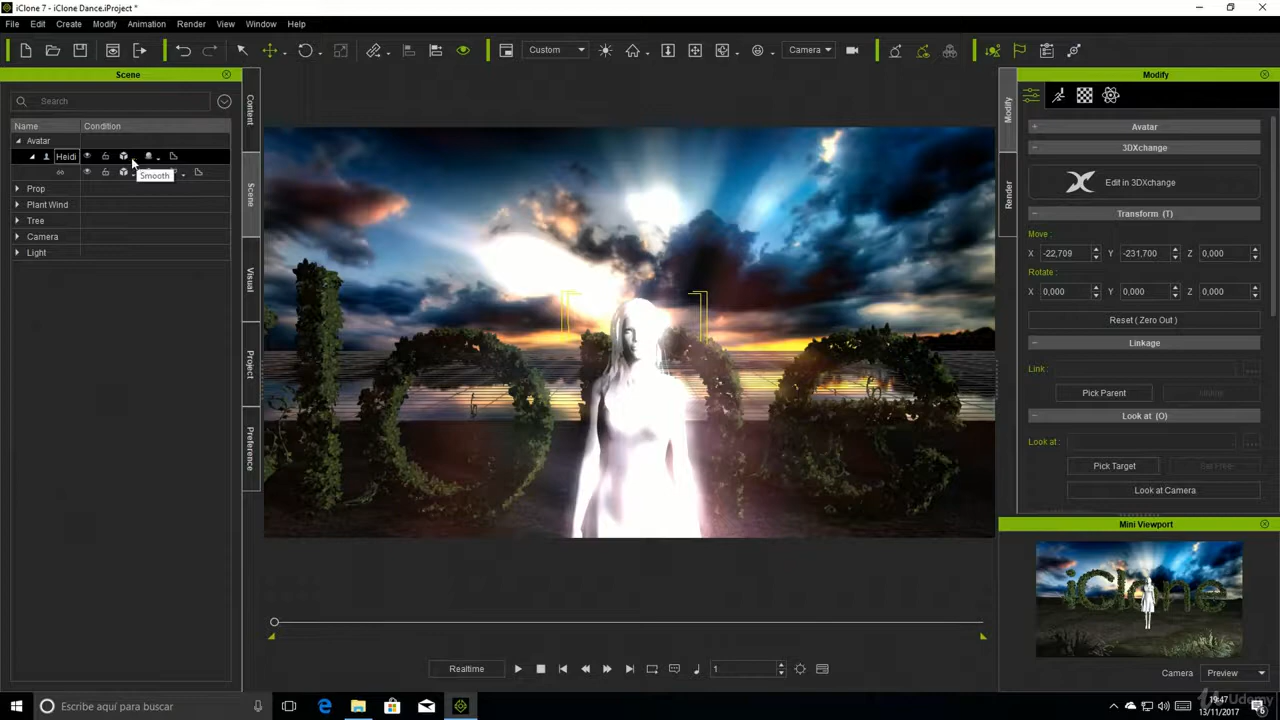 iClone 7 - iClone Dance.iProject *
File Edit Create Modify Animation Render View Window Help
Custom Camera
Scene
Search
Name Condition
Avatar
Heidi
Smooth
Prop
Plant Wind
Tree
Camera
Light
Content
Scene
Visual
Project
Preference
iClone
Modify
Render
Modify
Avatar
3DXchange
Edit in 3DXchange
Transform (T)
Move :
X -22,709 Y -231,700 Z 0,000
Rotate :
X 0,000 Y 0,000 Z 0,000
Reset ( Zero Out )
Linkage
Link :
Pick Parent
Look at (O)
Look at :
Pick Target
Look at Camera
Mini Viewport
iClone
Camera Preview
Realtime 1
Escribe aquí para buscar
19:47
13/11/2017
Udemy